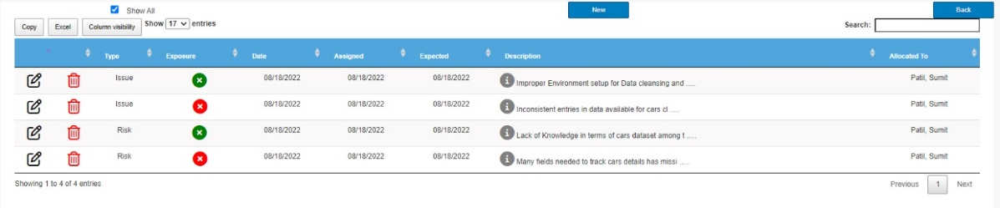 Show All New Back
Copy Excel Column visibility Show 17 entries Search:
Type Exposure Date Assigned Expected Description Allocated To
Issue 08/18/2022 08/18/2022 08/18/2022 Improper Environment setup for Data cleansing and ..... Patil, Sumit
Issue 08/18/2022 08/18/2022 08/18/2022 Inconsistent entries in data available for cars cl ..... Patil, Sumit
Risk 08/18/2022 08/18/2022 08/18/2022 Lack of Knowledge in terms of cars dataset among t ..... Patil, Sumit
Risk 08/18/2022 08/18/2022 08/18/2022 Many fields needed to track cars details has missi ..... Patil, Sumit
Showing 1 to 4 of 4 entries Previous 1 Next